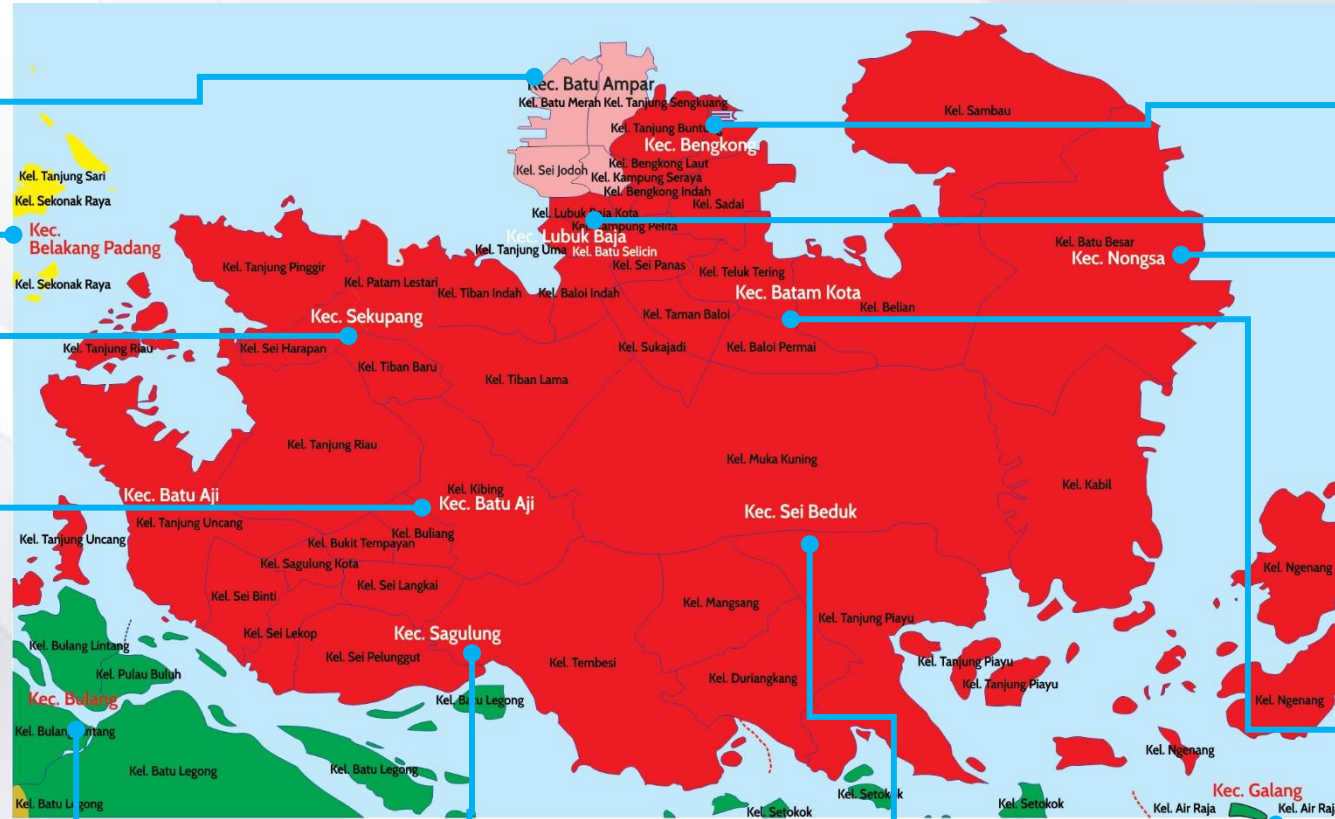 Kec. Batu Ampar
Kel. Batu Merah Kel. Tanjung Sengkuang
Kel. Sambau
Kel. Tanjung Buntung
Kec. Bengkong
Kel. Sei Jodoh
Kel. Bengkong Laut
Kel. Kampung Seraya
Kel. Bengkong Indah
Kel. Sadai
Kel. Tanjung Sari
Kel. Sekonak Raya
Kec.
Belakang Padang
Kel. Sekonak Raya
Kel. Lubuk Baja Kota
Kel. Kampung Pelita
Kec. Lubuk Baja
Kel. Tanjung Uma
Kel. Batu Selicin
Kel. Batu Besar
Kec. Nongsa
Kel. Tanjung Pinggir
Kel. Patam Lestari
Kel. Tiban Indah
Kel. Baloi Indah
Kel. Sei Panas
Kel. Teluk Tering
Kec. Batam Kota
Kel. Belian
Kec. Sekupang
Kel. Taman Baloi
Kel. Tanjung Riau
Kel. Sei Harapan
Kel. Sukajadi
Kel. Baloi Permai
Kel. Tiban Baru
Kel. Tiban Lama
Kel. Tanjung Riau
Kel. Muka Kuning
Kel. Kabil
Kec. Batu Aji
Kel. Kibing
Kec. Batu Aji
Kec. Sei Beduk
Kel. Tanjung Uncang
Kel. Tanjung Uncang
Kel. Buliang
Kel. Bukit Tempayan
Kel. Sagulung Kota
Kel. Sei Langkai
Kel. Sei Binti
Kel. Ngenang
Kel. Mangsang
Kel. Tanjung Piayu
Kel. Sei Lekop
Kec. Sagulung
Kel. Sei Pelunggut
Kel. Tembesi
Kel. Bulang Lintang
Kel. Pulau Buluh
Kel. Tanjung Piayu
Kel. Tanjung Piayu
Kel. Duriangkang
Kec. Bulang
Kel. Batu Legong
Kel. Ngenang
Kel. Bulang Lintang
Kel. Ngenang
Kel. Batu Legong
Kel. Batu Legong
Kel. Batu Legong
Kel. Setokok
Kel. Setokok
Kel. Setokok
Kec. Galang
Kel. Air Raja
Kel. Air Raja